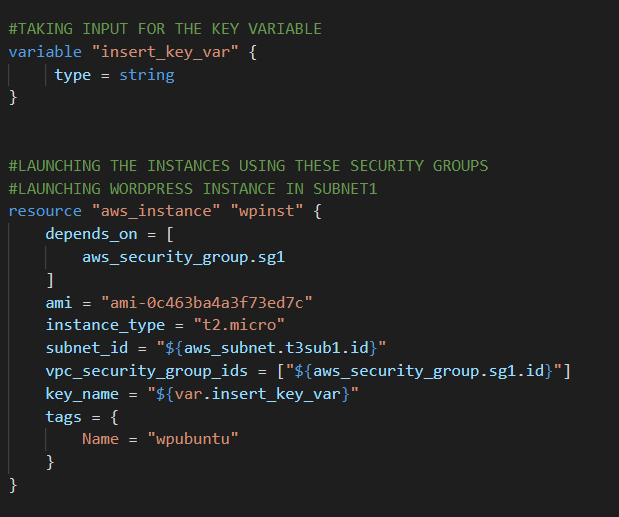 #TAKING INPUT FOR THE KEY VARIABLE
variable "insert_key_var" {
type = string
}
#LAUNCHING THE INSTANCES USING THESE SECURITY GROUPS
#LAUNCHING WORDPRESS INSTANCE IN SUBNET1
resource "aws_instance" "wpinst" {
depends_on = [
aws_security_group.sg1
]
ami = "ami-0c463ba4a3f73ed7c"
instance_type = "t2.micro"
subnet_id = "${aws_subnet.t3sub1.id}"
vpc_security_group_ids = ["${aws_security_group.sg1.id}"]
key_name = "${var.insert_key_var}"
tags = {
Name = "wpubuntu"
}
}